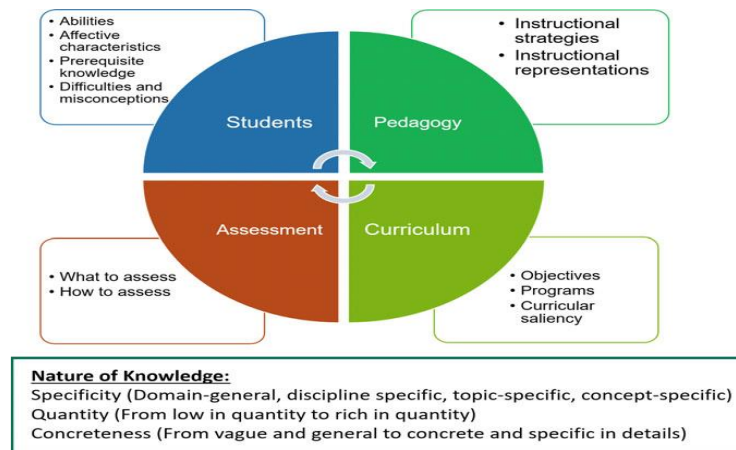 • Abilities
• Affective
characteristics
• Prerequisite
knowledge
• Difficulties and
misconceptions
• Instructional
strategies
• Instructional
representations
Students
Pedagogy
Assessment
Curriculum
• What to assess
• How to assess
• Objectives
• Programs
• Curricular
saliency
Nature of Knowledge:
Specificity (Domain-general, discipline specific, topic-specific, concept-specific)
Quantity (From low in quantity to rich in quantity)
Concreteness (From vague and general to concrete and specific in details)